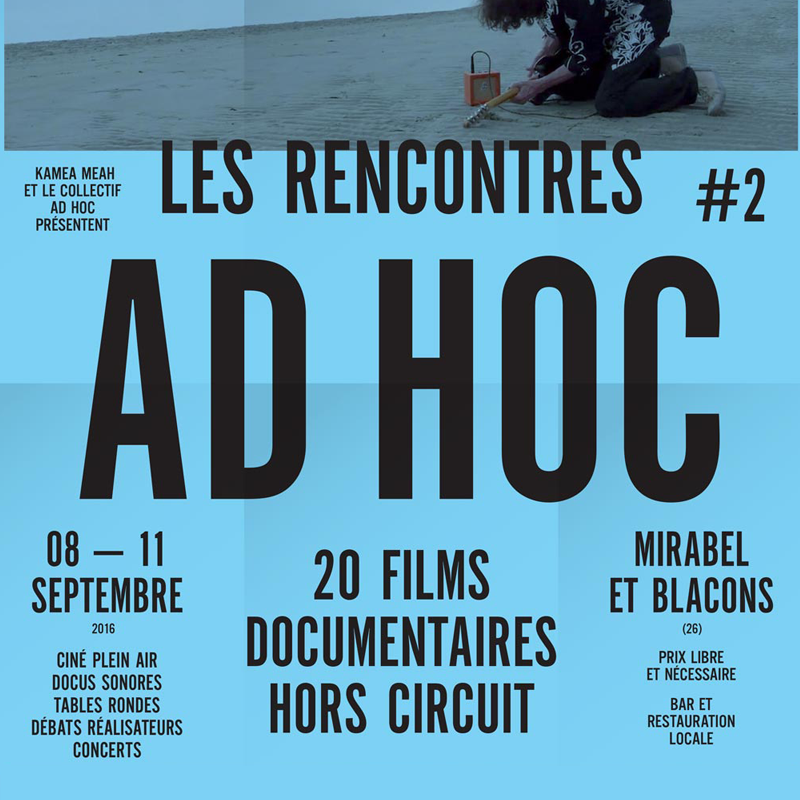 KAMEA MEAH
ET LE COLLECTIF
AD HOC
PRÉSENTENT
LES RENCONTRES
#2
AD HOC
08 — 11
SEPTEMBRE
2016
CINÉ PLEIN AIR
DOCUS SONORES
TABLES RONDES
DÉBATS RÉALISATEURS
CONCERTS
20 FILMS
DOCUMENTAIRES
HORS CIRCUIT
MIRABEL
ET BLACONS
(26)
PRIX LIBRE
ET NÉCESSAIRE
BAR ET
RESTAURATION
LOCALE